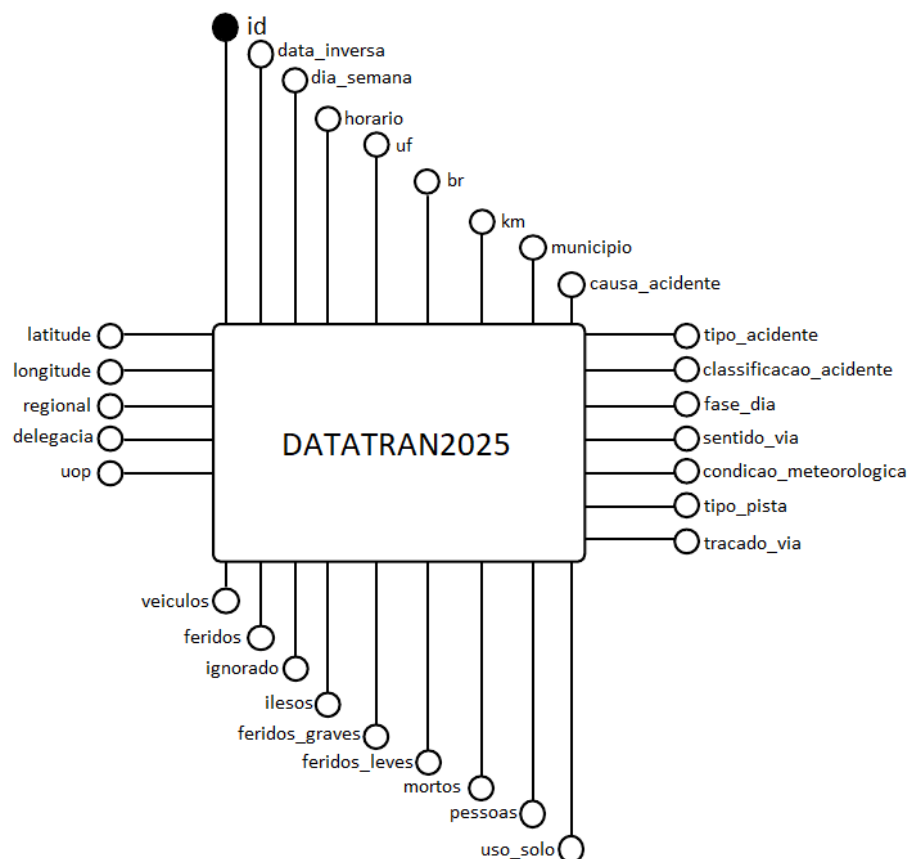 id
data_inversa
dia_semana
horario
uf
br
km
municipio
causa_acidente
latitude
longitude
regional
delegacia
uop
DATATRAN2025
tipo_acidente
classificacao_acidente
fase_dia
sentido_via
condicao_meteorologica
tipo_pista
tracado_via
veiculos
feridos
ignorado
ilesos
feridos_graves
feridos_leves
mortos
pessoas
uso_solo